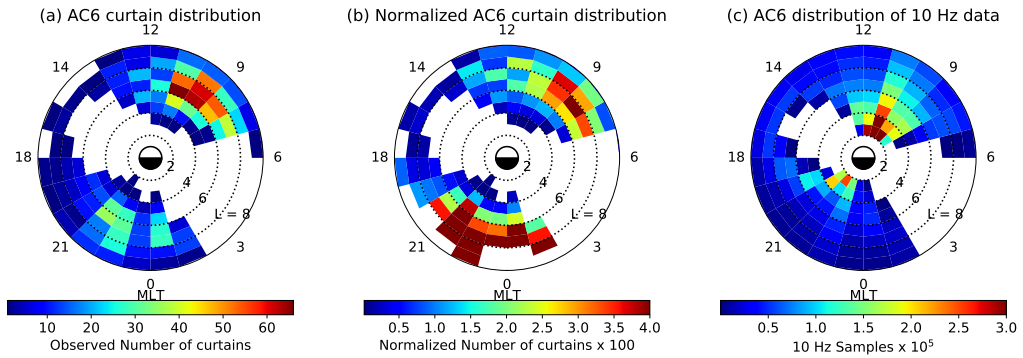 (a) AC6 curtain distribution
12
14
9
18
6
21
3
0
2
4
6
L = 8
MLT
10 20 30 40 50 60
Observed Number of curtains
(b) Normalized AC6 curtain distribution
12
14
9
18
6
21
3
0
2
4
6
L = 8
MLT
0.5 1.0 1.5 2.0 2.5 3.0 3.5 4.0
Normalized Number of curtains x 100
(c) AC6 distribution of 10 Hz data
12
14
9
18
6
21
3
0
2
4
6
L = 8
MLT
0.5 1.0 1.5 2.0 2.5 3.0
10 Hz Samples x 10⁵